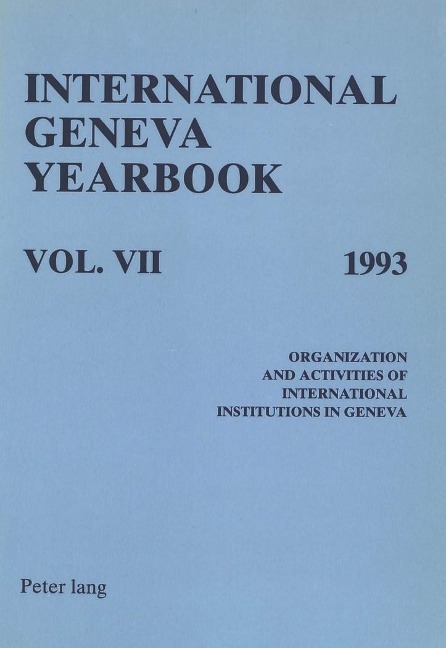 INTERNATIONAL
GENEVA
YEARBOOK
VOL. VII 1993
ORGANIZATION
AND ACTIVITIES OF
INTERNATIONAL
INSTITUTIONS IN GENEVA
Peter lang